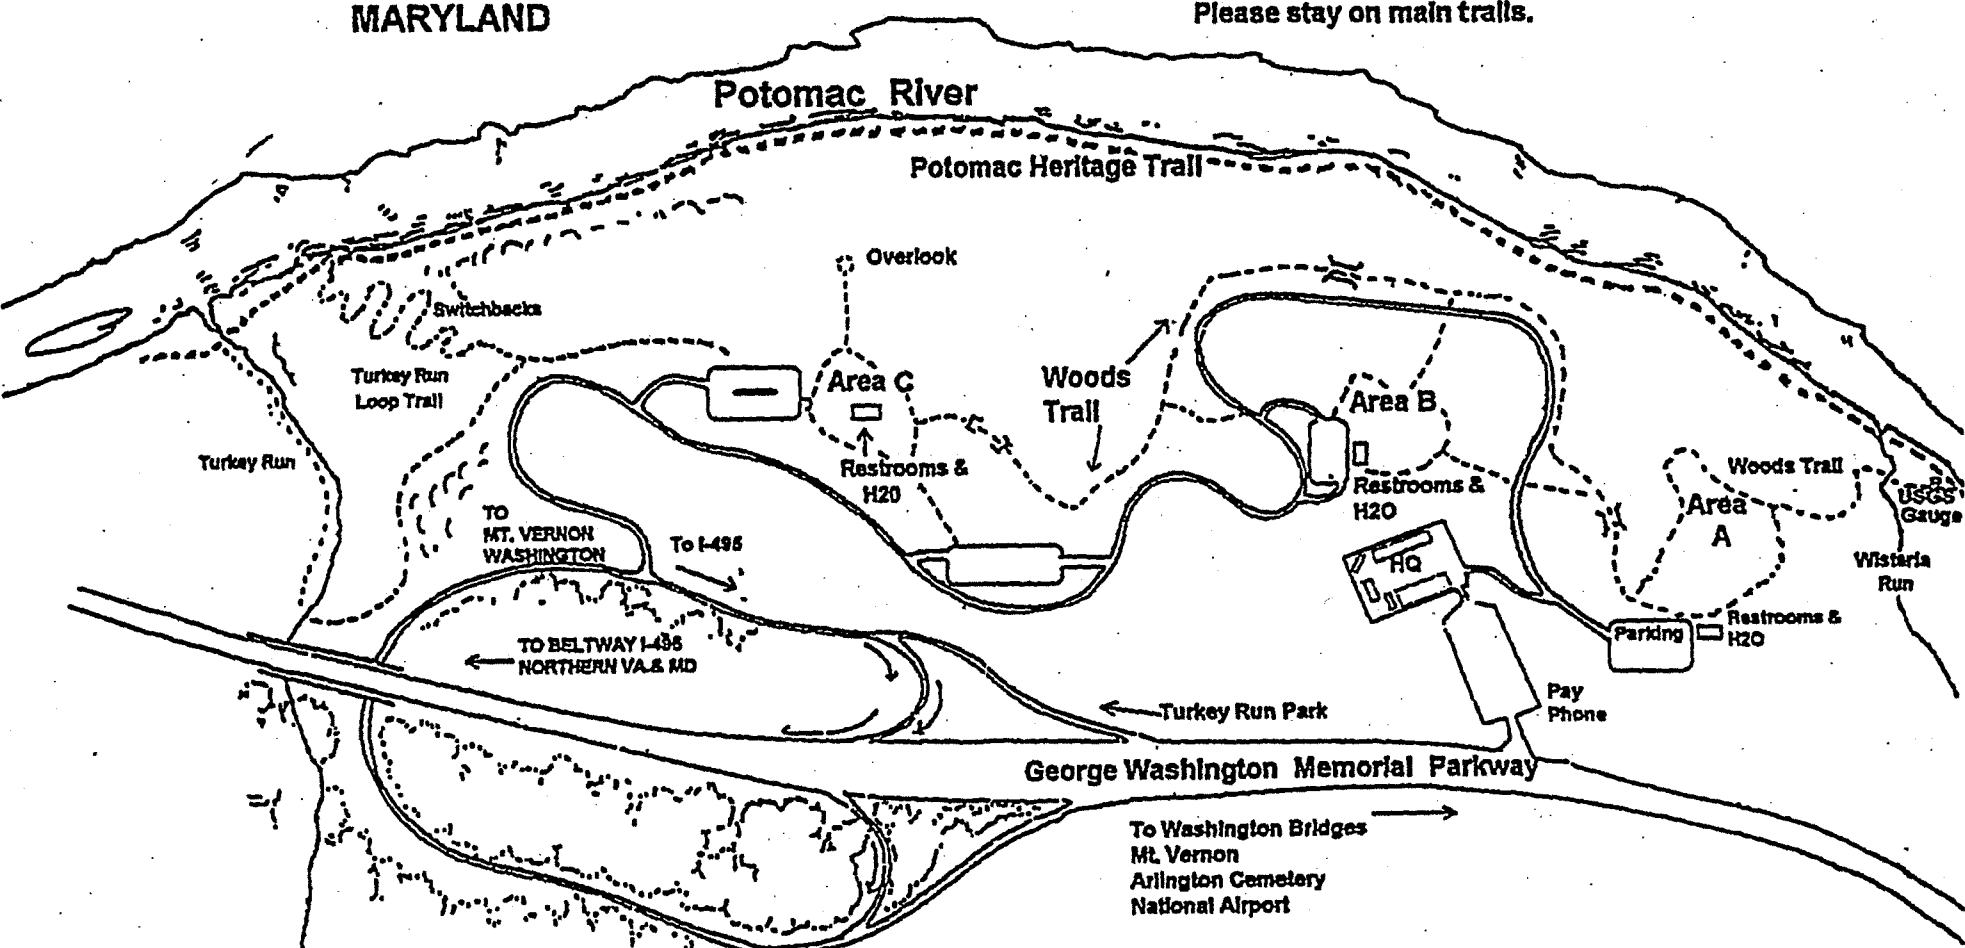 MARYLAND
Please stay on main trails.
Potomac River
Potomac Heritage Trail
Overlook
Switchbacks
Turkey Run
Loop Trail
Area C
Woods
Trail
Area B
Turkey Run
Restrooms &
H20
Restrooms &
H2O
Woods Trail
Area
A
USGS
Gauge
TO
MT. VERNON
WASHINGTON
To I-495
HQ
Wisteria
Run
Parking
Restrooms &
H2O
TO BELTWAY I-495
NORTHERN VA & MD
Pay
Phone
Turkey Run Park
George Washington Memorial Parkway
To Washington Bridges
Mt. Vernon
Arlington Cemetery
National Airport